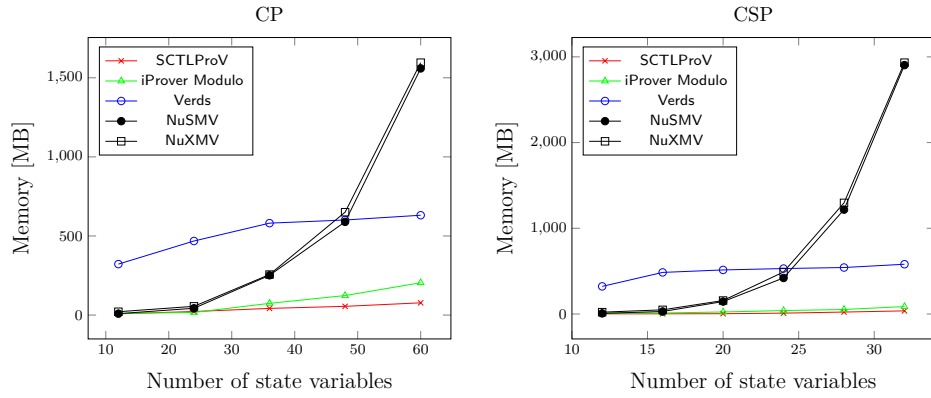 CP
Memory [MB]
1,500
1,000
500
0
SCTLProV
iProver Modulo
Verds
NuSMV
NuXMV
10 20 30 40 50 60
Number of state variables
CSP
Memory [MB]
3,000
2,000
1,000
0
SCTLProV
iProver Modulo
Verds
NuSMV
NuXMV
10 15 20 25 30
Number of state variables